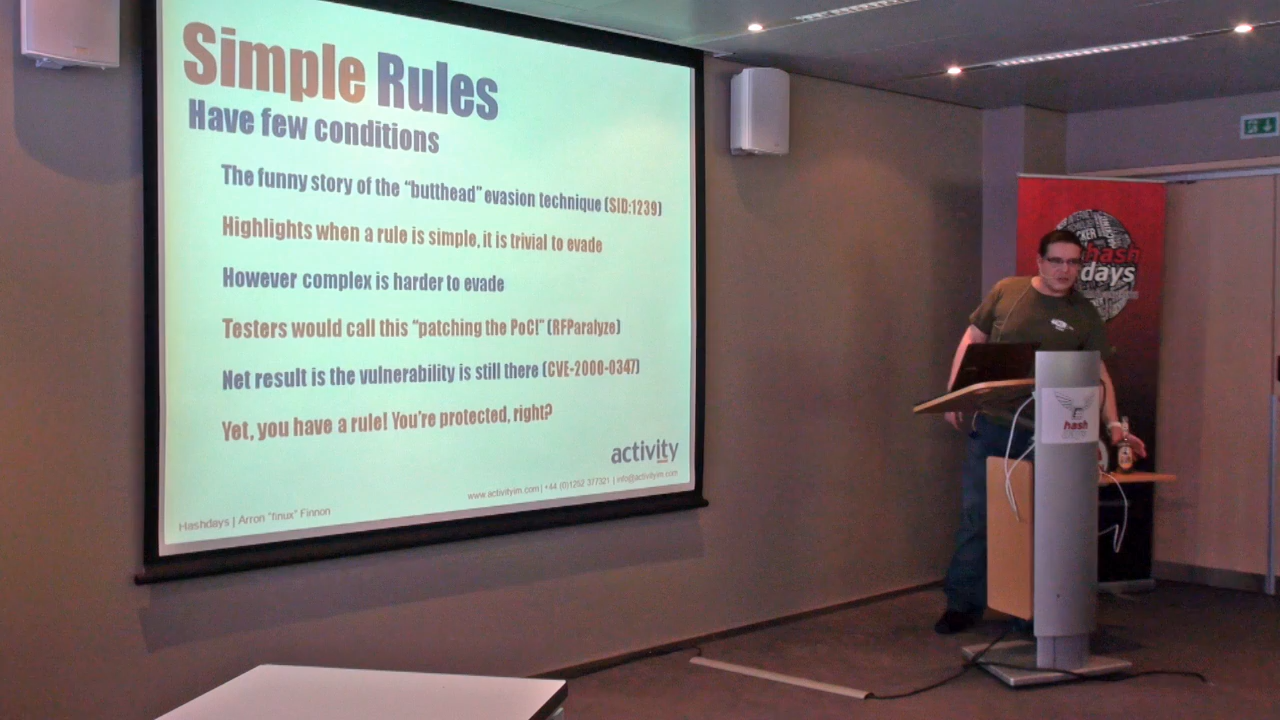 Simple Rules
Have few conditions
The funny story of the "butthead" evasion technique (SID:1239)
Highlights when a rule is simple, it is trivial to evade
However complex is harder to evade
Testers would call this "patching the PoC!" (RFParalyze)
Net result is the vulnerability is still there (CVE-2000-0347)
Yet, you have a rule! You're protected, right?
activity
www.activityim.com | +44 (0)1252 377321 | info@activityim.com
Hashdays | Arron "finux" Finnon
hash
days
hash